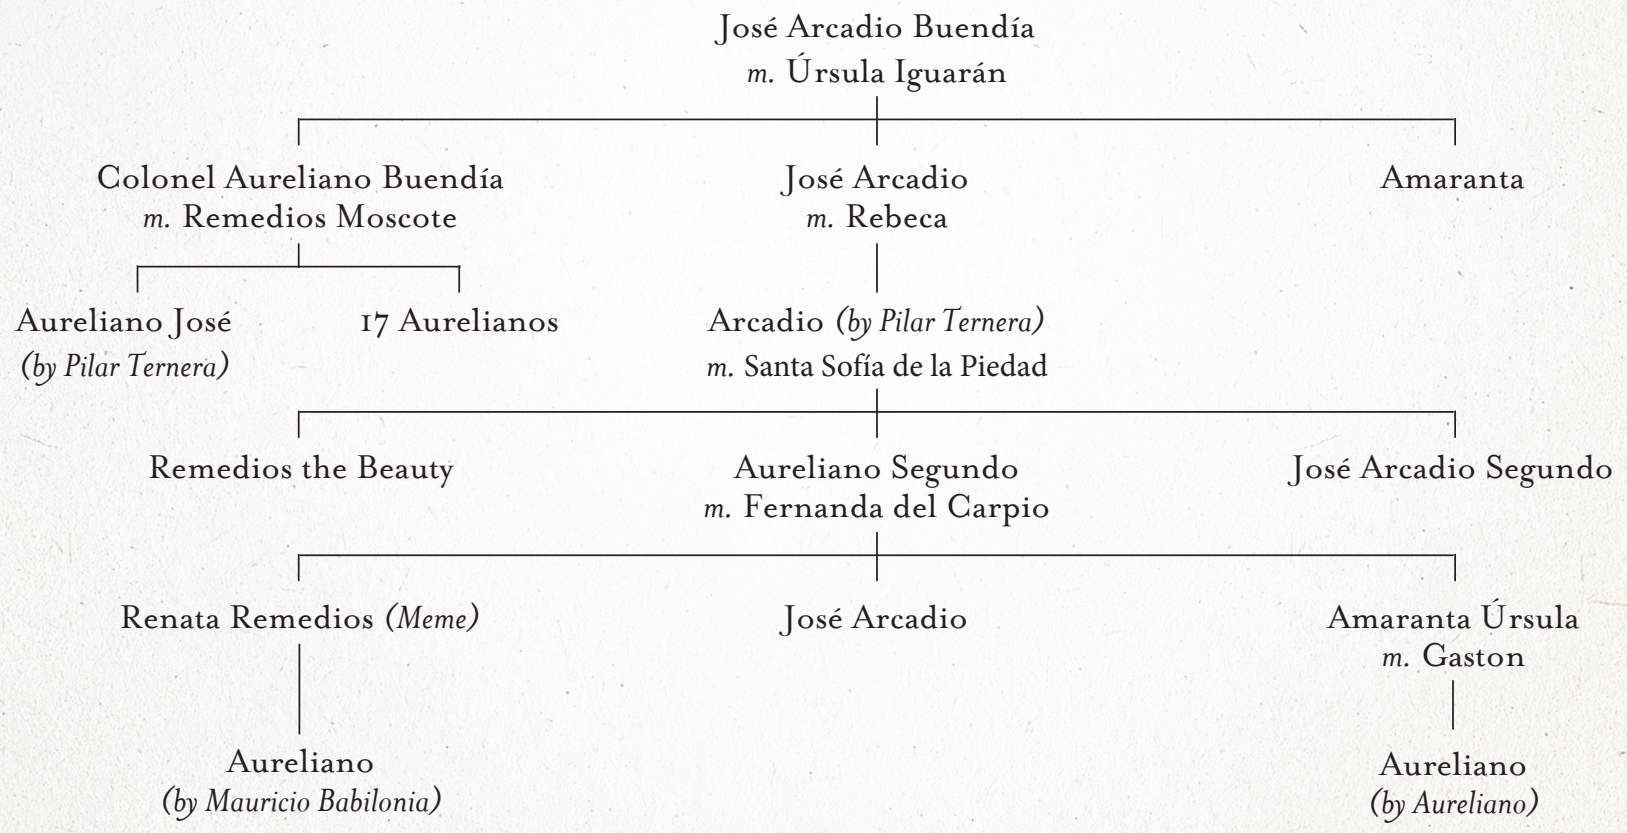 José Arcadio Buendía
m. Úrsula Iguarán
Colonel Aureliano Buendía
m. Remedios Moscote
José Arcadio
m. Rebeca
Amaranta
Aureliano José
(by Pilar Ternera)
17 Aurelianos
Arcadio (by Pilar Ternera)
m. Santa Sofía de la Piedad
Remedios the Beauty
Aureliano Segundo
m. Fernanda del Carpio
José Arcadio Segundo
Renata Remedios (Meme)
José Arcadio
Amaranta Úrsula
m. Gaston
Aureliano
(by Mauricio Babilonia)
Aureliano
(by Aureliano)